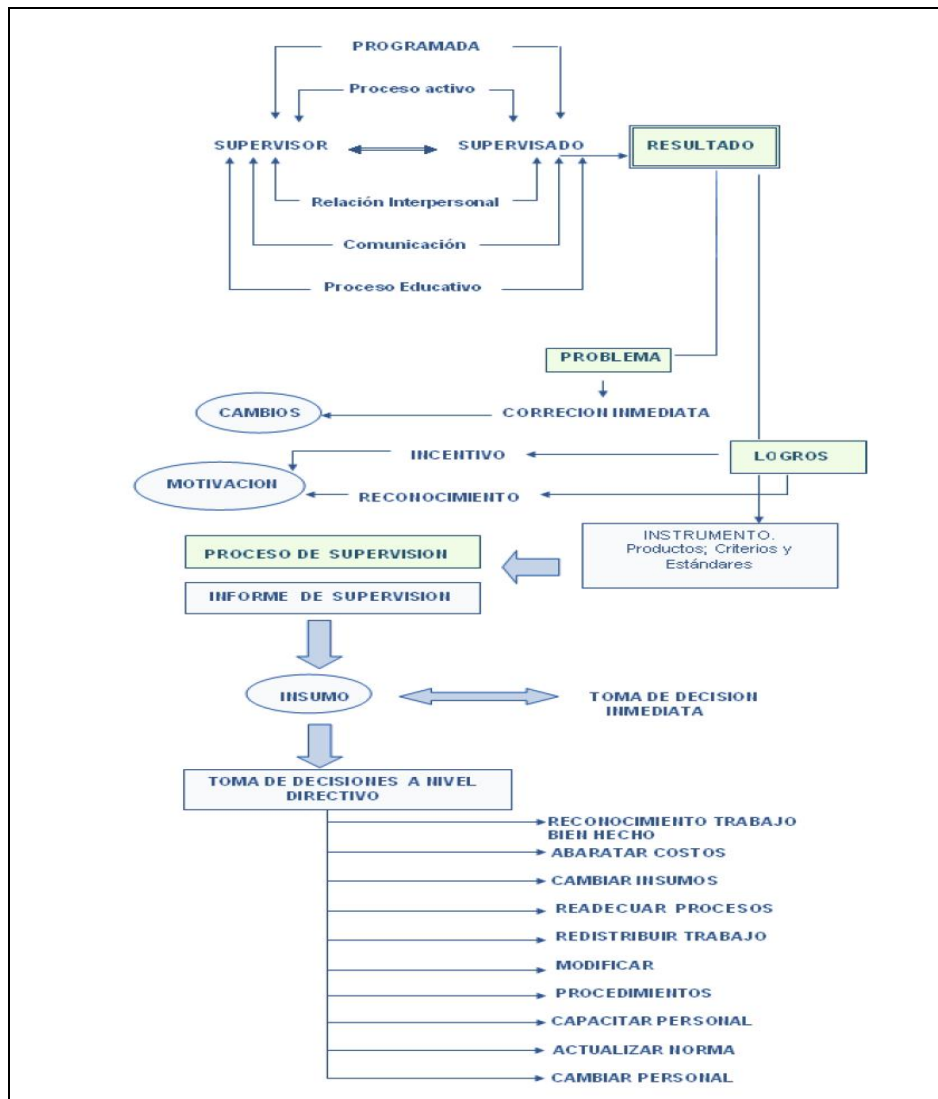 PROGRAMADA
Proceso activo
SUPERVISOR
SUPERVISADO
RESULTADO
Relación Interpersonal
Comunicación
Proceso Educativo
PROBLEMA
CAMBIOS
CORRECION INMEDIATA
INCENTIVO
LOGROS
MOTIVACION
RECONOCIMIENTO
INSTRUMENTO.
Productos; Criterios y
Estándares
PROCESO DE SUPERVISION
INFORME DE SUPERVISION
INSUMO
TOMA DE DECISION
INMEDIATA
TOMA DE DECISIONES A NIVEL
DIRECTIVO
RECONOCIMIENTO TRABAJO
BIEN HECHO
ABARATAR COSTOS
CAMBIAR INSUMOS
READECUAR PROCESOS
REDISTRIBUIR TRABAJO
MODIFICAR
PROCEDIMIENTOS
CAPACITAR PERSONAL
ACTUALIZAR NORMA
CAMBIAR PERSONAL